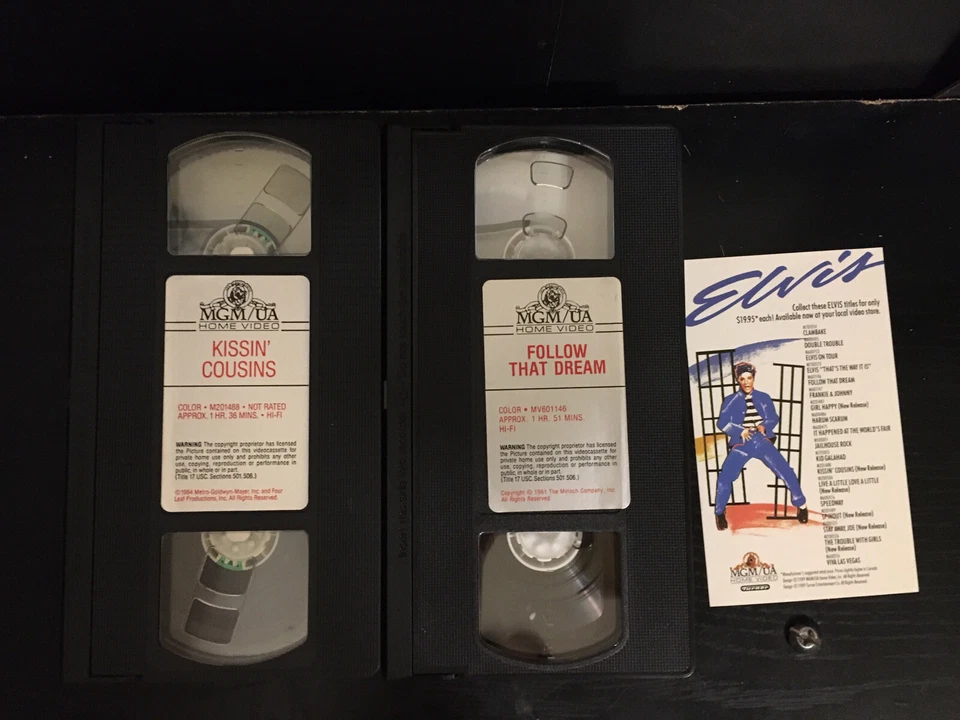 MGM/UA
HOME VIDEO
KISSIN'
COUSINS
COLOR • M201488 • NOT RATED
APPROX. 1 HR. 36 MINS. • HI-FI
WARNING The copyright proprietor has licensed
the Picture contained on this videocassette for
private home use only and prohibits any other
use, copying, reproduction or performance in
public, in whole or in part.
(Title 17 USC Sections 501 506.)
©1964 Metro-Goldwyn-Mayer, Inc. and Four
Leaf Productions, Inc. All Rights Reserved.
MGM/UA
HOME VIDEO
FOLLOW
THAT DREAM
COLOR • MV601146
APPROX. 1 HR. 51 MINS.
HI-FI
WARNING The copyright proprietor has licensed
the Picture contained on this videocassette for
private home use only and prohibits any other
use, copying, reproduction or performance in
public, in whole or in part.
(Title 17 USC Sections 501 506.)
Copyright © 1961 The Mirisch Company, Inc.
All Rights Reserved.
Elvis
Collect these ELVIS titles for only
$19.95* each! Available now at your local video store.
CLAMBAKE
DOUBLE TROUBLE
ELVIS ON TOUR
ELVIS "THAT'S THE WAY IT IS"
FOLLOW THAT DREAM
FRANKIE & JOHNNY
GIRL HAPPY (New Release)
HARUM SCARUM
IT HAPPENED AT THE WORLD'S FAIR
JAILHOUSE ROCK
KID GALAHAD
KISSIN' COUSINS (New Release)
LIVE A LITTLE LOVE A LITTLE
(New Release)
SPEEDWAY
SPINOUT (New Release)
STAY AWAY, JOE (New Release)
THE TROUBLE WITH GIRLS
(New Release)
VIVA LAS VEGAS
MGM/UA
HOME VIDEO
TURNER